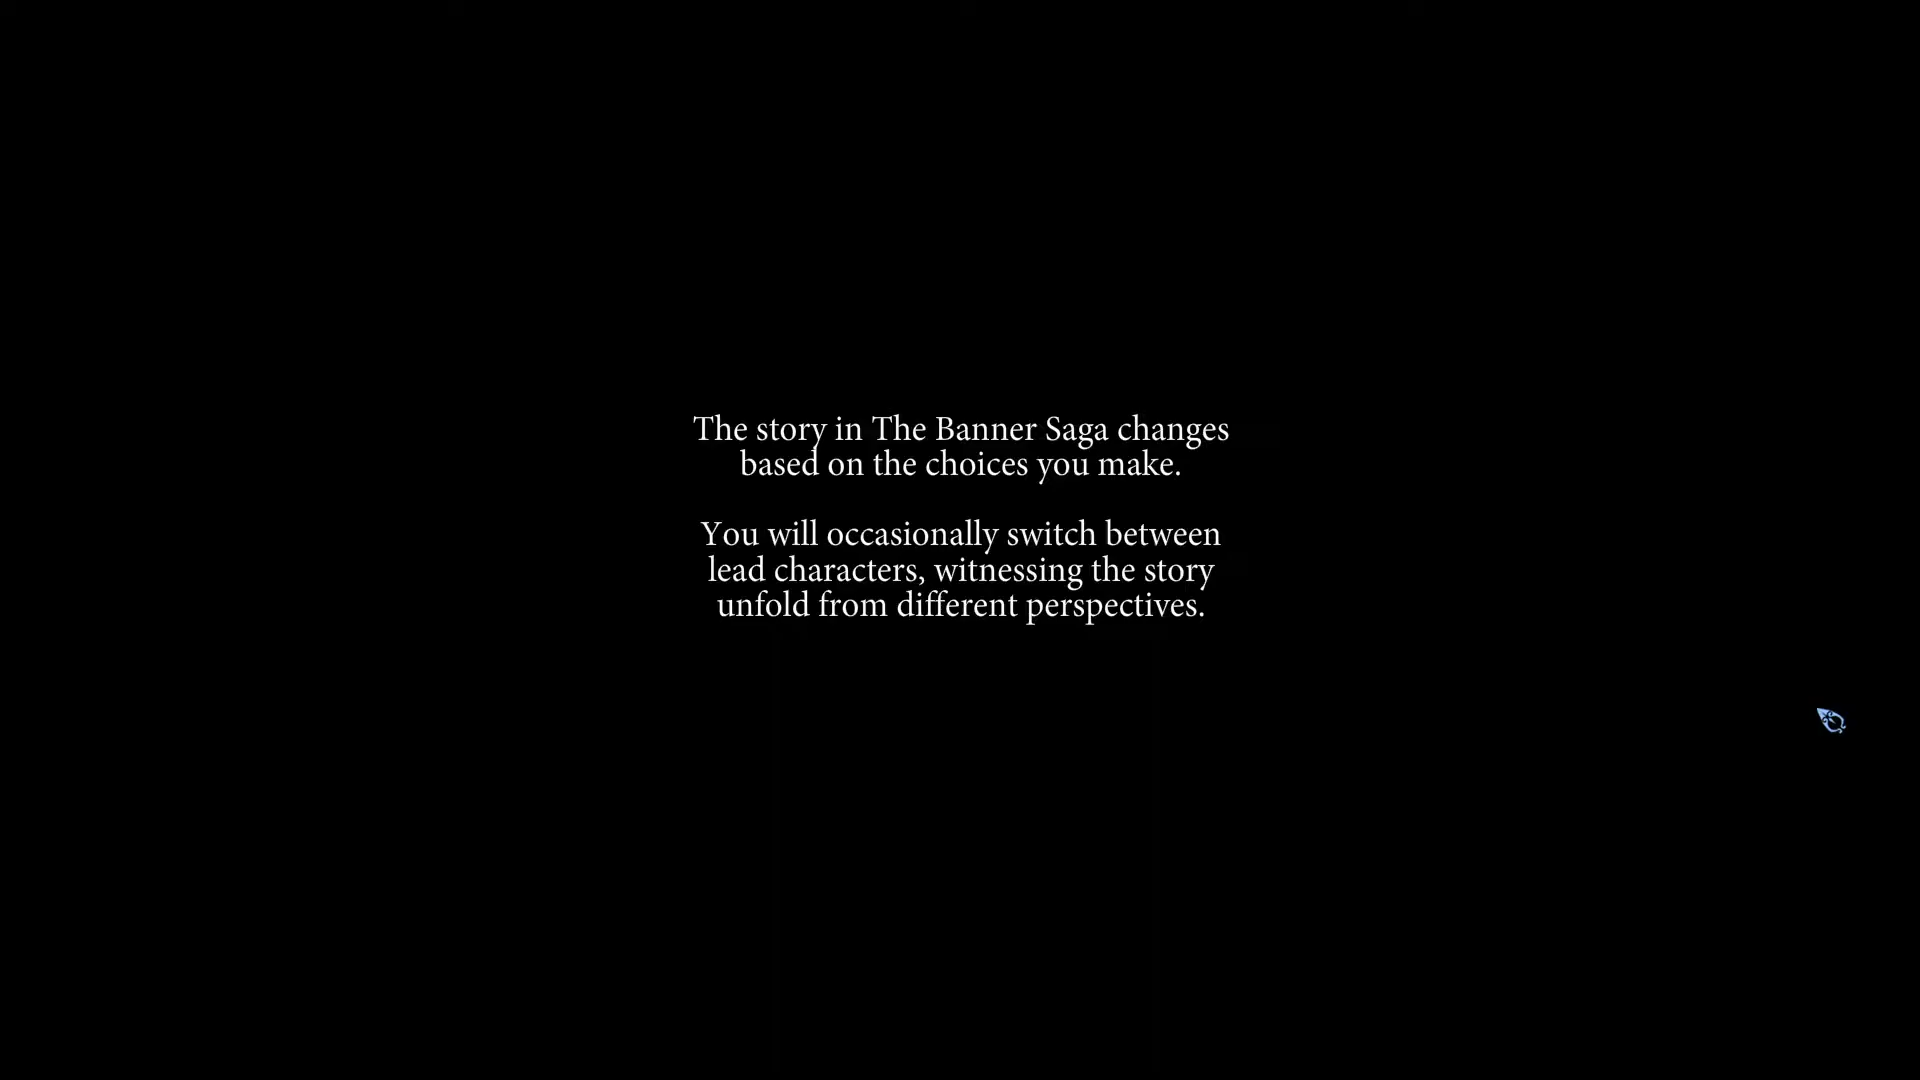 The story in The Banner Saga changes
based on the choices you make.
You will occasionally switch between
lead characters, witnessing the story
unfold from different perspectives.